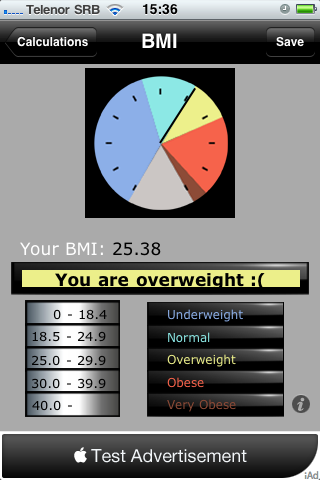 Telenor SRB 15:36
Calculations BMI Save
Your BMI: 25.38
You are overweight :(
0 - 18.4 Underweight
18.5 - 24.9 Normal
25.0 - 29.9 Overweight
30.0 - 39.9 Obese
40.0 - Very Obese
i
Test Advertisement
iAd